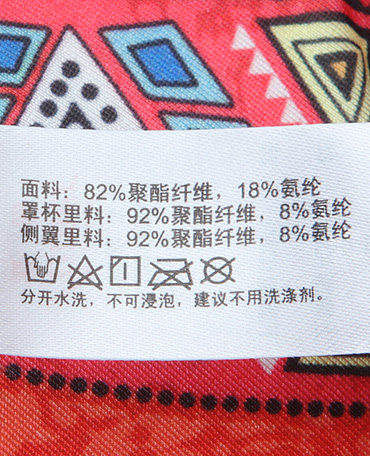 面料：82%聚酯纤维，18%氨纶
罩杯里料：92%聚酯纤维，8%氨纶
侧翼里料：92%聚酯纤维，8%氨纶
分开水洗，不可浸泡，建议不用洗涤剂。